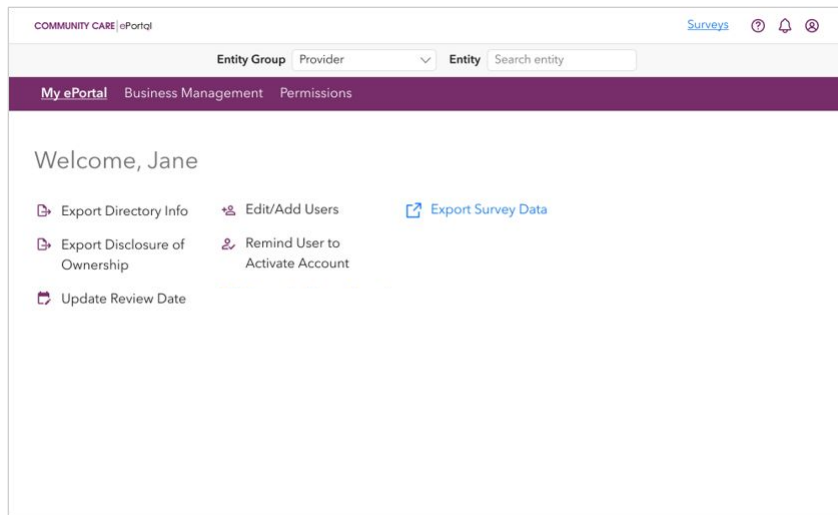 COMMUNITY CARE ePortal
Surveys
Entity Group Provider Entity Search entity
My ePortal Business Management Permissions
Welcome, Jane
Export Directory Info
Export Disclosure of
Ownership
Update Review Date
Edit/Add Users
Remind User to
Activate Account
Export Survey Data